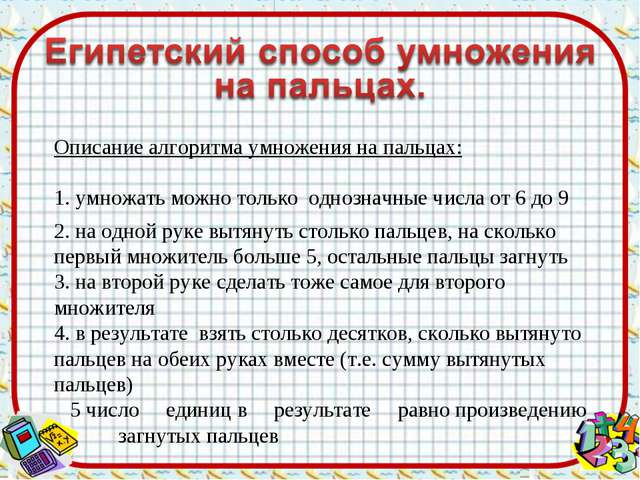 Египетский способ умножения
на пальцах.
Описание алгоритма умножения на пальцах:
1. умножать можно только однозначные числа от 6 до 9
2. на одной руке вытянуть столько пальцев, на сколько
первый множитель больше 5, остальные пальцы загнуть
3. на второй руке сделать тоже самое для второго
множителя
4. в результате взять столько десятков, сколько вытянуто
пальцев на обеих руках вместе (т.е. сумму вытянутых
пальцев)
5 число единиц в результате равно произведению
загнутых пальцев